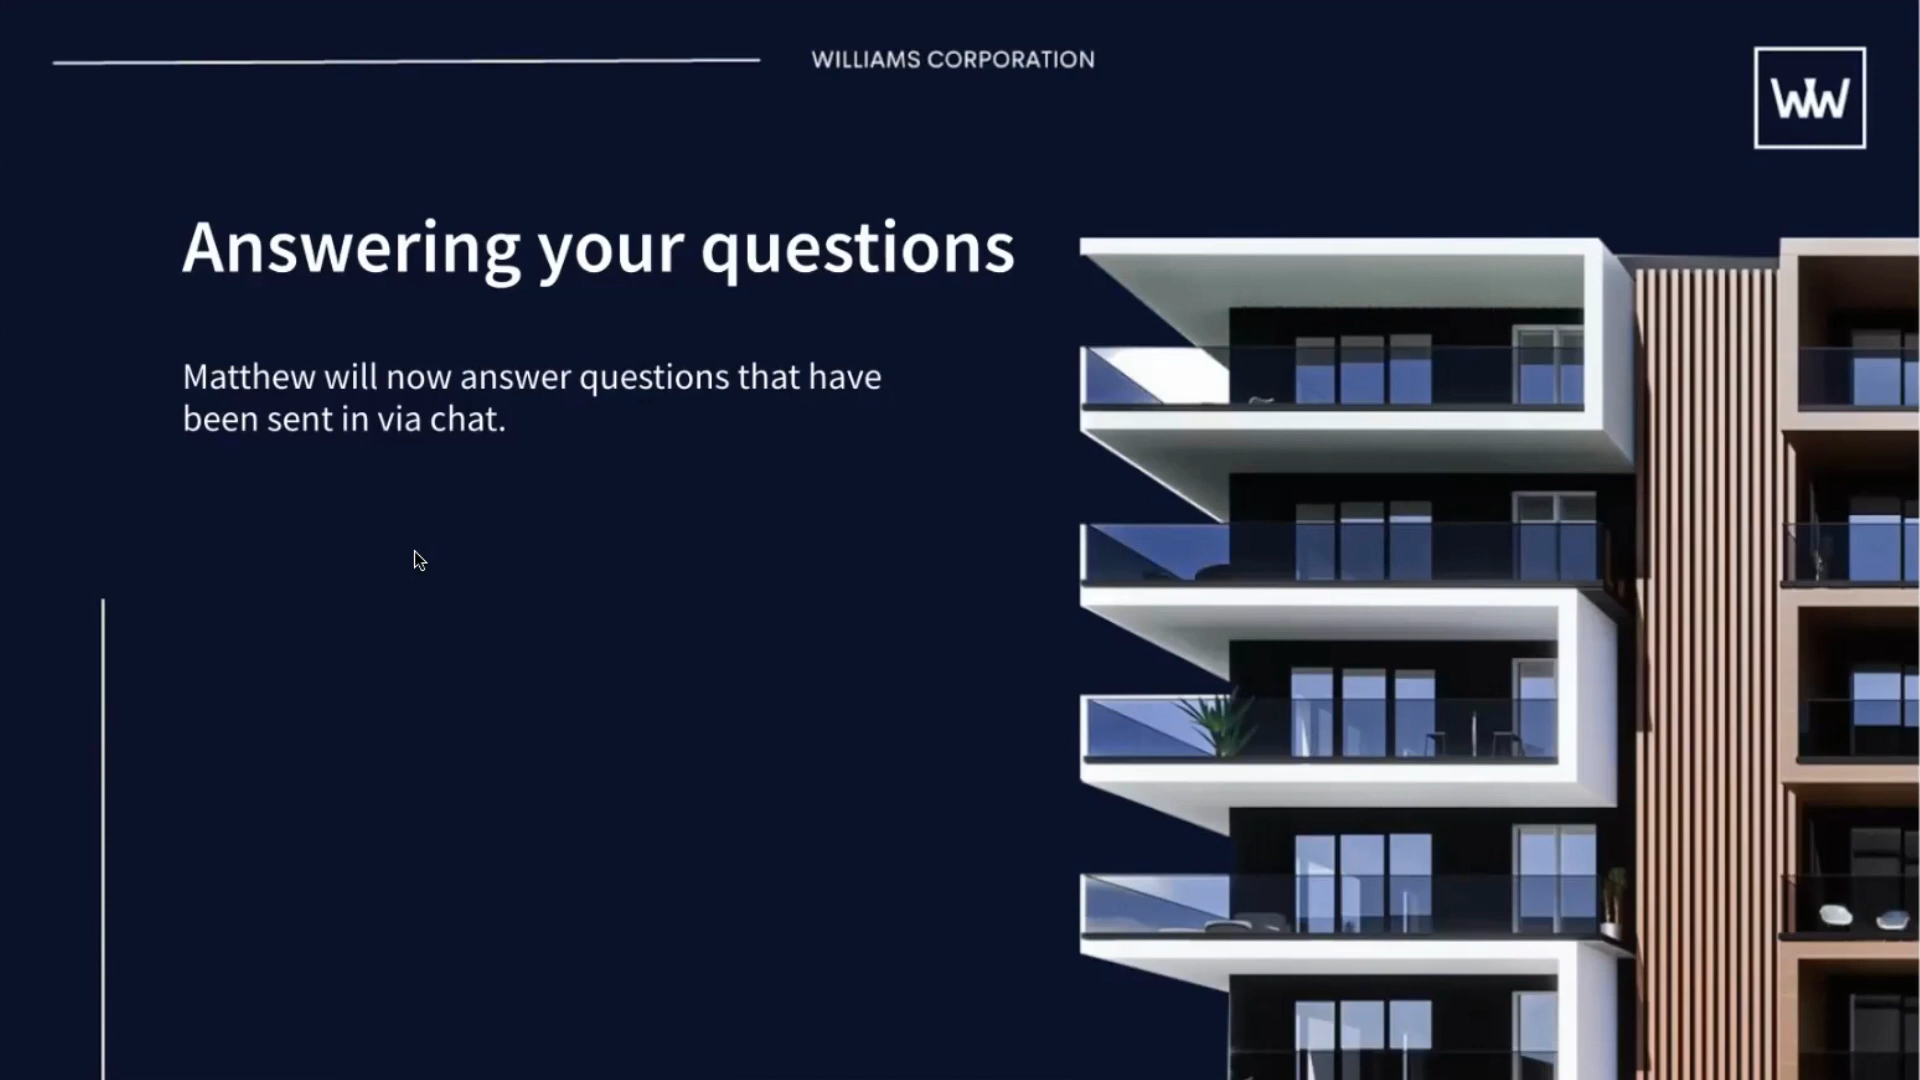 WILLIAMS CORPORATION
WW
Answering your questions
Matthew will now answer questions that have
been sent in via chat.